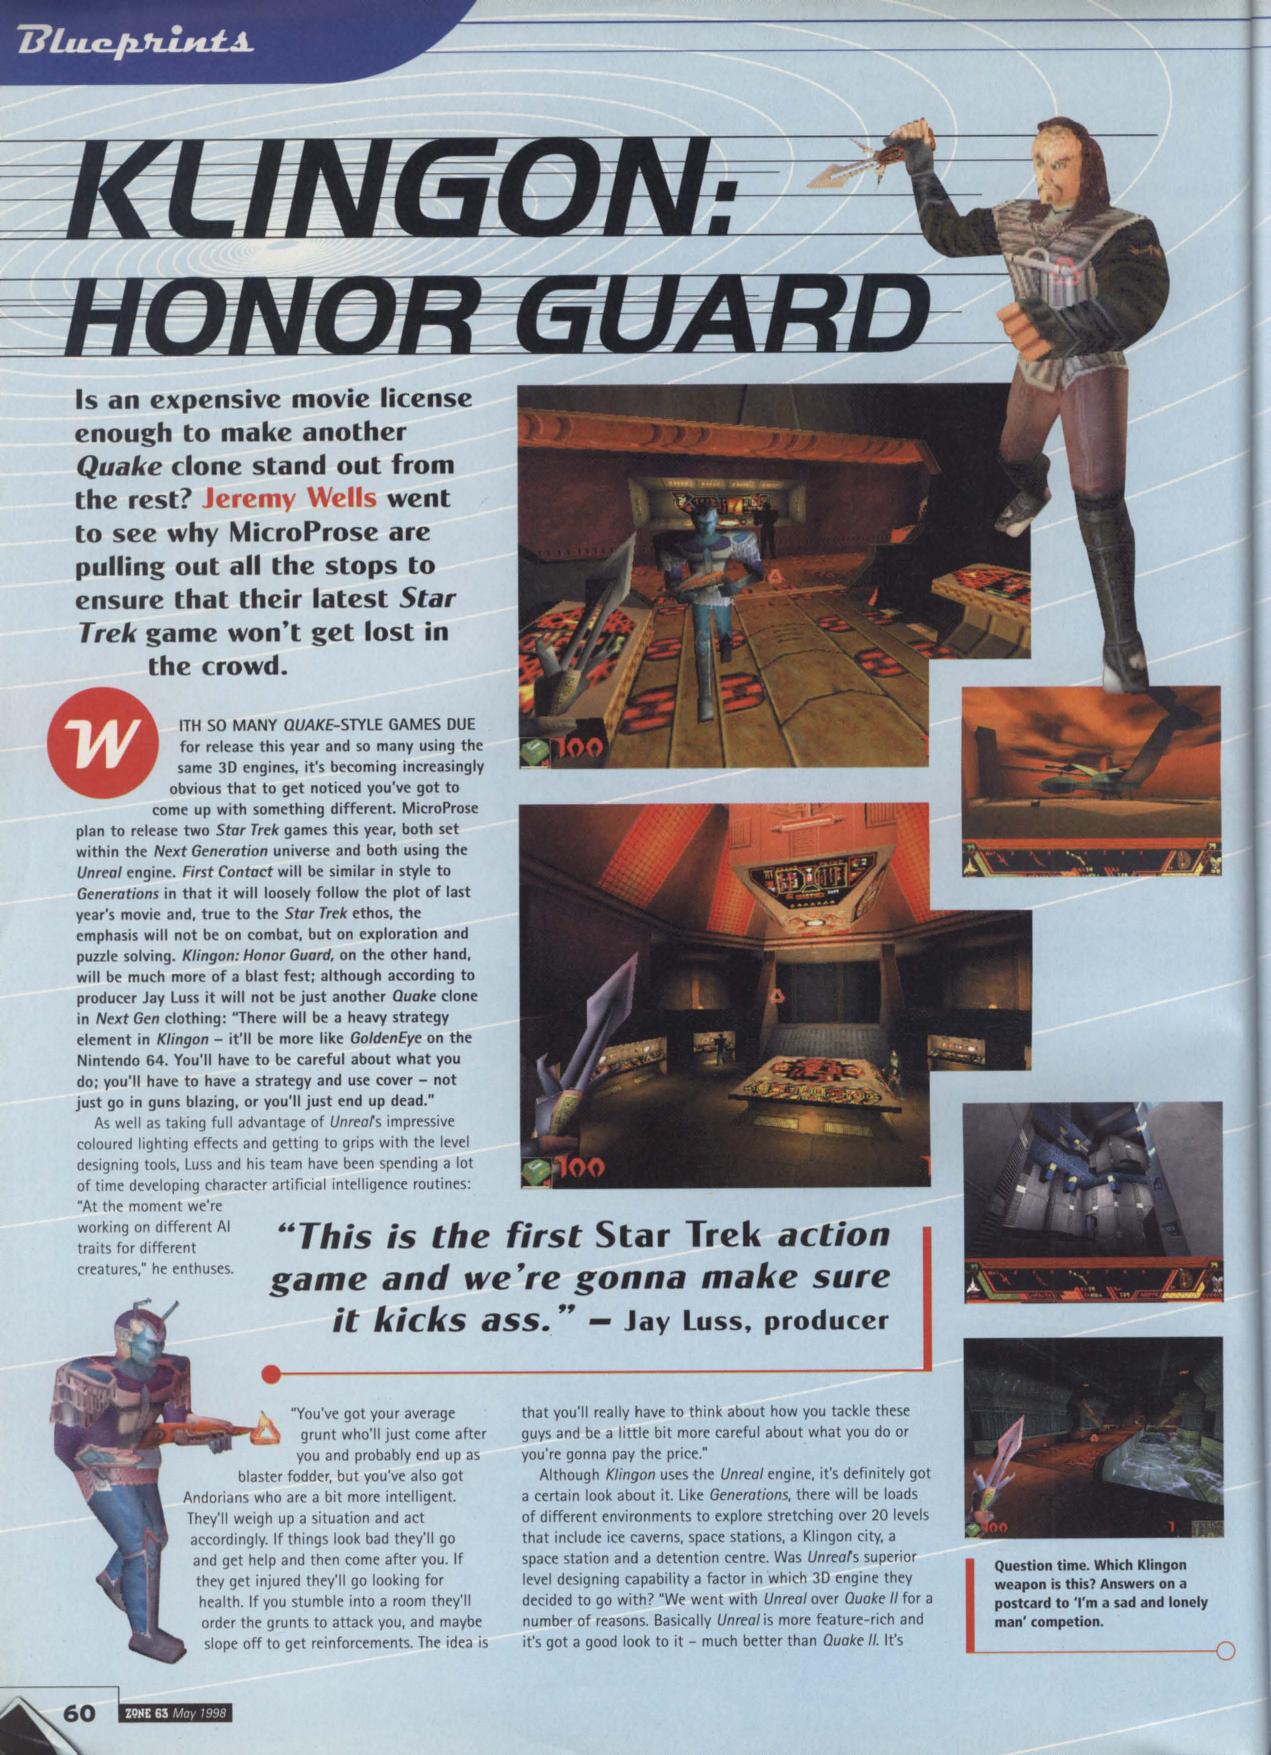 Blueprints
KLINGON:
HONOR GUARD
Is an expensive movie license
enough to make another
Quake clone stand out from
the rest? Jeremy Wells went
to see why MicroProse are
pulling out all the stops to
ensure that their latest Star
Trek game won't get lost in
the crowd.
WITH SO MANY QUAKE-STYLE GAMES DUE
for release this year and so many using the
same 3D engines, it's becoming increasingly
obvious that to get noticed you've got to
come up with something different. MicroProse
plan to release two Star Trek games this year, both set
within the Next Generation universe and both using the
Unreal engine. First Contact will be similar in style to
Generations in that it will loosely follow the plot of last
year's movie and, true to the Star Trek ethos, the
emphasis will not be on combat, but on exploration and
puzzle solving. Klingon: Honor Guard, on the other hand,
will be much more of a blast fest; although according to
producer Jay Luss it will not be just another Quake clone
in Next Gen clothing: "There will be a heavy strategy
element in Klingon – it'll be more like GoldenEye on the
Nintendo 64. You'll have to be careful about what you
do; you'll have to have a strategy and use cover – not
just go in guns blazing, or you'll just end up dead."
As well as taking full advantage of Unreal's impressive
coloured lighting effects and getting to grips with the level
designing tools, Luss and his team have been spending a lot
of time developing character artificial intelligence routines:
"At the moment we're
working on different AI
traits for different
creatures," he enthuses.
"This is the first Star Trek action
game and we're gonna make sure
it kicks ass." – Jay Luss, producer
"You've got your average
grunt who'll just come after
you and probably end up as
blaster fodder, but you've also got
Andorians who are a bit more intelligent.
They'll weigh up a situation and act
accordingly. If things look bad they'll go
and get help and then come after you. If
they get injured they'll go looking for
health. If you stumble into a room they'll
order the grunts to attack you, and maybe
slope off to get reinforcements. The idea is
that you'll really have to think about how you tackle these
guys and be a little bit more careful about what you do or
you're gonna pay the price."
Although Klingon uses the Unreal engine, it's definitely got
a certain look about it. Like Generations, there will be loads
of different environments to explore stretching over 20 levels
that include ice caverns, space stations, a Klingon city, a
space station and a detention centre. Was Unreal's superior
level designing capability a factor in which 3D engine they
decided to go with? "We went with Unreal over Quake II for a
number of reasons. Basically Unreal is more feature-rich and
it's got a good look to it – much better than Quake II. It's
100
100
100
1
Question time. Which Klingon
weapon is this? Answers on a
postcard to 'I'm a sad and lonely
man' competion.
60 ZONE 63 May 1998